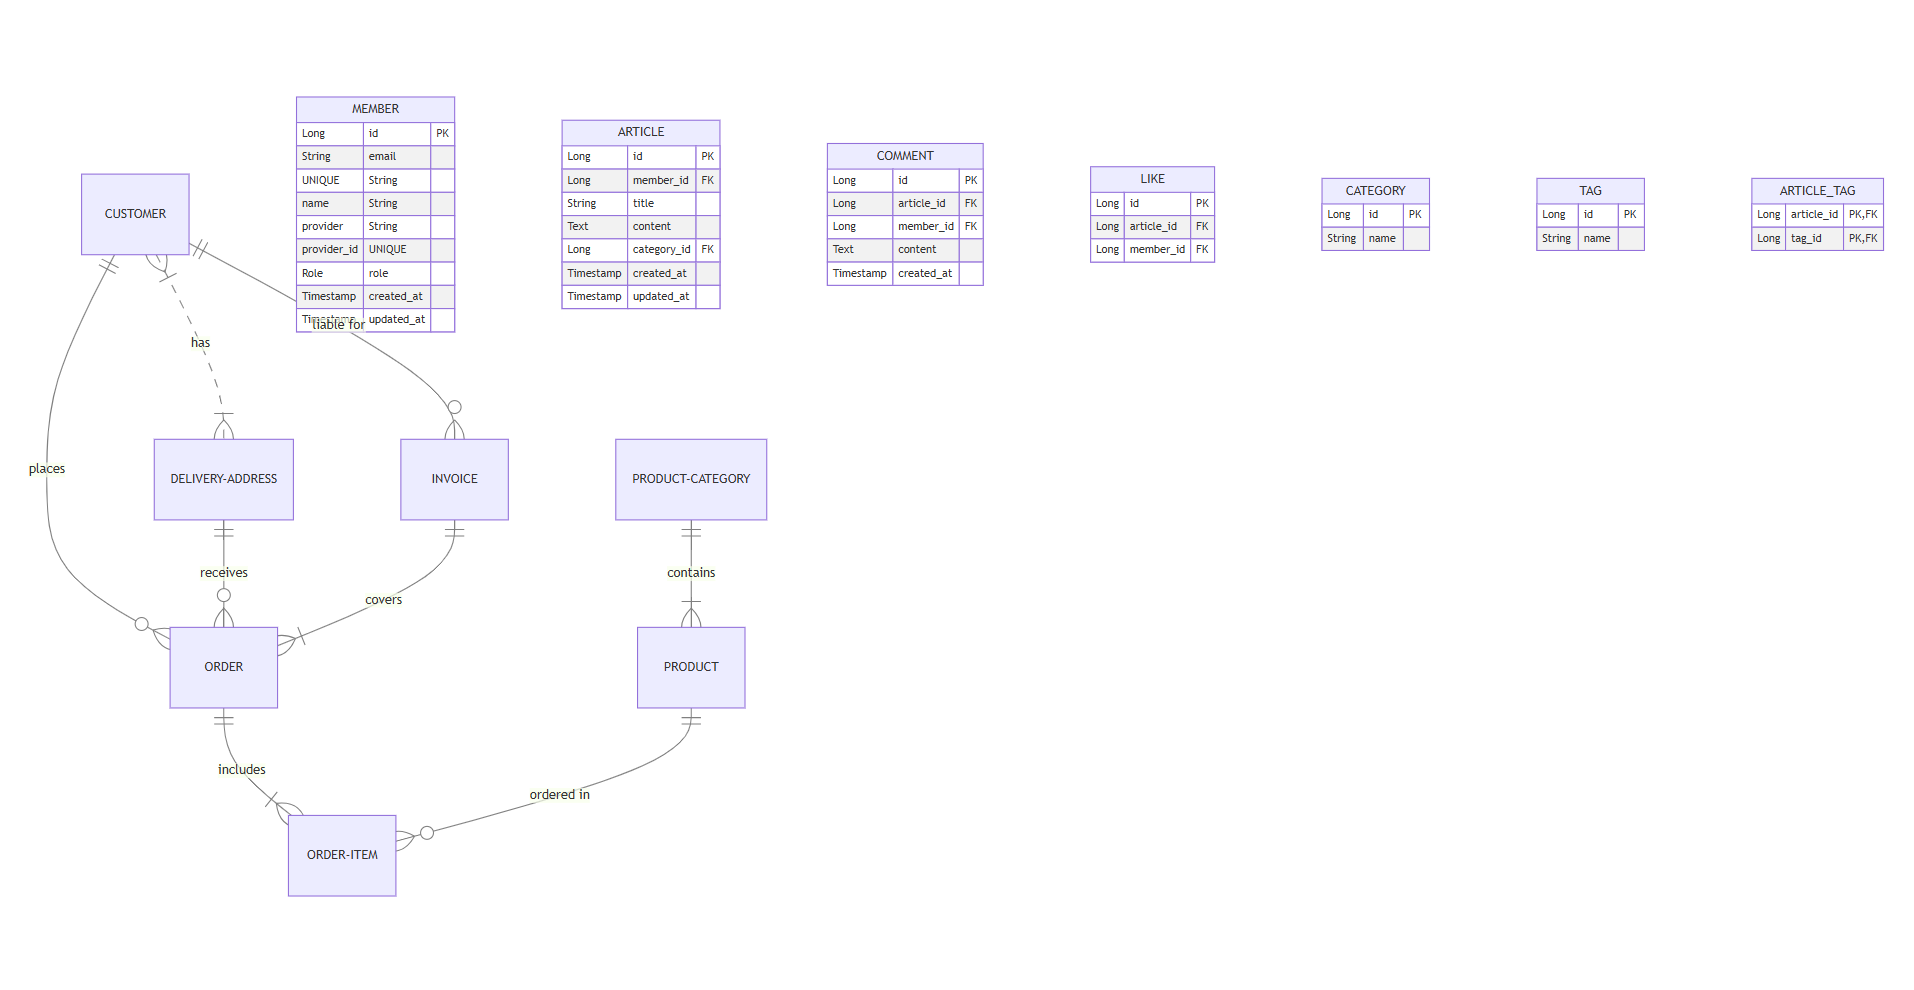 MEMBER
Long id PK
String email
UNIQUE String
name String
provider String
provider_id UNIQUE
Role role
Timestamp created_at
Timestamp updated_at
ARTICLE
Long id PK
Long member_id FK
String title
Text content
Long category_id FK
Timestamp created_at
Timestamp updated_at
COMMENT
Long id PK
Long article_id FK
Long member_id FK
Text content
Timestamp created_at
LIKE
Long id PK
Long article_id FK
Long member_id FK
CATEGORY
Long id PK
String name
TAG
Long id PK
String name
ARTICLE_TAG
Long article_id PK,FK
Long tag_id PK,FK
CUSTOMER
liable for
has
places
DELIVERY-ADDRESS
INVOICE
PRODUCT-CATEGORY
receives
covers
contains
ORDER
PRODUCT
includes
ordered in
ORDER-ITEM